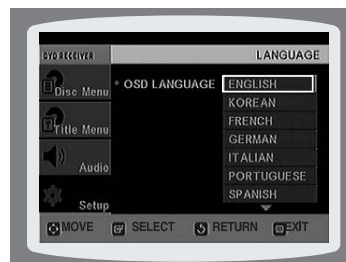 DVD RECEIVER LANGUAGE
Disc Menu
Title Menu
Audio
Setup
* OSD LANGUAGE
ENGLISH
KOREAN
FRENCH
GERMAN
ITALIAN
PORTUGUESE
SPANISH
MOVE SELECT RETURN EXIT